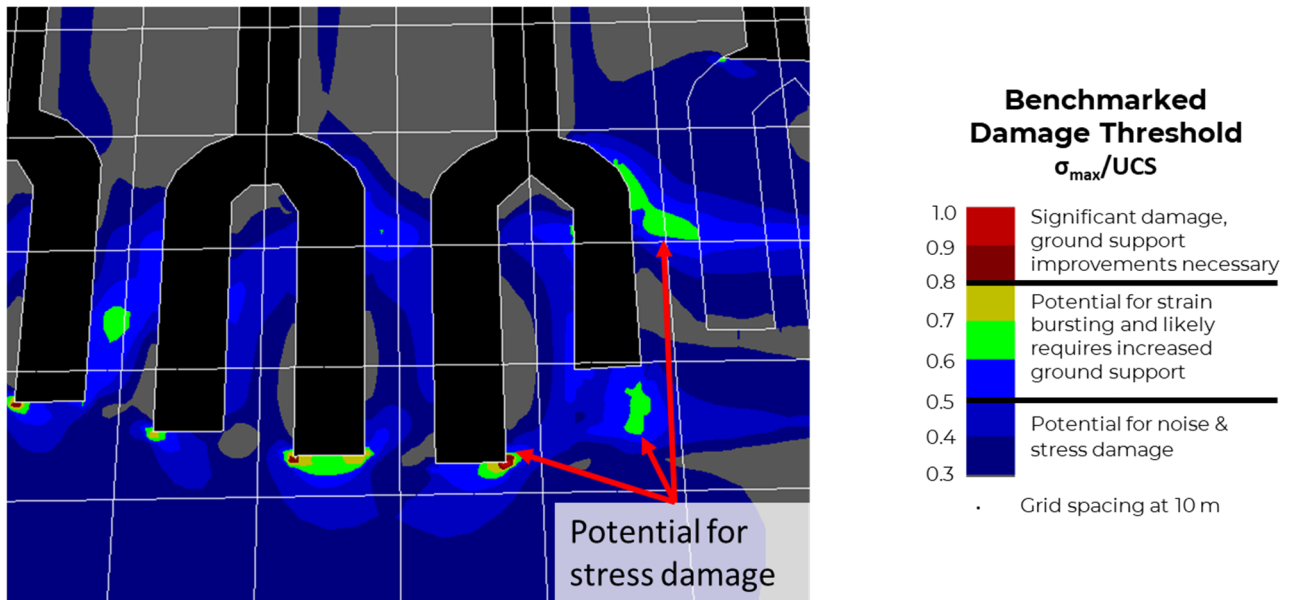 Potential for
stress damage
Benchmarked
Damage Threshold
σmax/UCS
1.0
0.9
0.8
0.7
0.6
0.5
0.4
0.3
Significant damage,
ground support
improvements necessary
Potential for strain
bursting and likely
requires increased
ground support
Potential for noise &
stress damage
· Grid spacing at 10 m